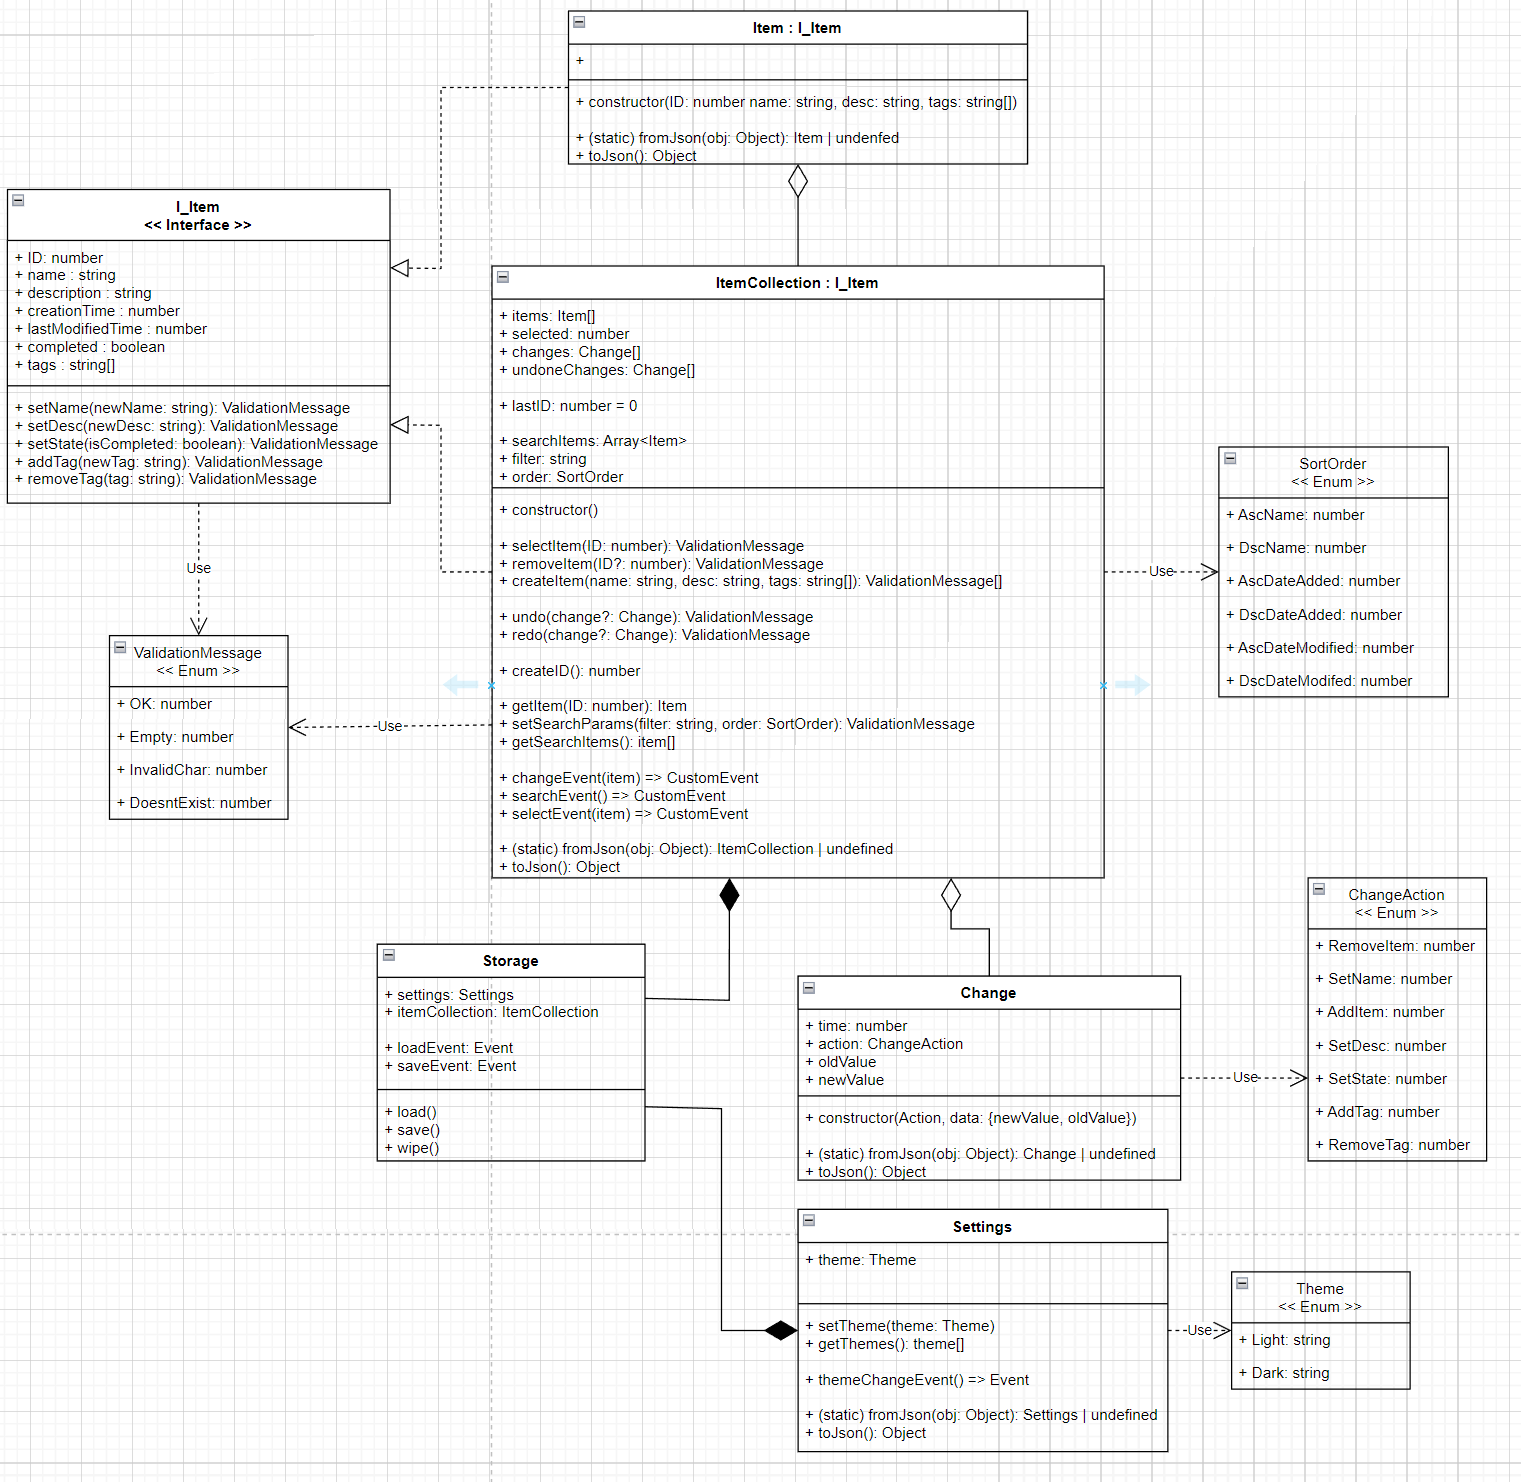 Item : I_Item
+
+ constructor(ID: number name: string, desc: string, tags: string[])
+ (static) fromJson(obj: Object): Item | undenfed
+ toJson(): Object
I_Item
<< Interface >>
+ ID: number
+ name : string
+ description : string
+ creationTime : number
+ lastModifiedTime : number
+ completed : boolean
+ tags : string[]
+ setName(newName: string): ValidationMessage
+ setDesc(newDesc: string): ValidationMessage
+ setState(isCompleted: boolean): ValidationMessage
+ addTag(newTag: string): ValidationMessage
+ removeTag(tag: string): ValidationMessage
Use
ValidationMessage
<< Enum >>
+ OK: number
+ Empty: number
+ InvalidChar: number
+ DoesntExist: number
Use
ItemCollection : I_Item
+ items: Item[]
+ selected: number
+ changes: Change[]
+ undoneChanges: Change[]
+ lastID: number = 0
+ searchItems: Array<Item>
+ filter: string
+ order: SortOrder
+ constructor()
+ selectItem(ID: number): ValidationMessage
+ removeItem(ID?: number): ValidationMessage
+ createItem(name: string, desc: string, tags: string[]): ValidationMessage[]
+ undo(change?: Change): ValidationMessage
+ redo(change?: Change): ValidationMessage
+ createID(): number
+ getItem(ID: number): Item
+ setSearchParams(filter: string, order: SortOrder): ValidationMessage
+ getSearchItems(): item[]
+ changeEvent(item) => CustomEvent
+ searchEvent() => CustomEvent
+ selectEvent(item) => CustomEvent
+ (static) fromJson(obj: Object): ItemCollection | undefined
+ toJson(): Object
Use
SortOrder
<< Enum >>
+ AscName: number
+ DscName: number
+ AscDateAdded: number
+ DscDateAdded: number
+ AscDateModified: number
+ DscDateModifed: number
Storage
+ settings: Settings
+ itemCollection: ItemCollection
+ loadEvent: Event
+ saveEvent: Event
+ load()
+ save()
+ wipe()
Change
+ time: number
+ action: ChangeAction
+ oldValue
+ newValue
+ constructor(Action, data: {newValue, oldValue})
+ (static) fromJson(obj: Object): Change | undefined
+ toJson(): Object
Use
ChangeAction
<< Enum >>
+ RemoveItem: number
+ SetName: number
+ AddItem: number
+ SetDesc: number
+ SetState: number
+ AddTag: number
+ RemoveTag: number
Settings
+ theme: Theme
+ setTheme(theme: Theme)
+ getThemes(): theme[]
+ themeChangeEvent() => Event
+ (static) fromJson(obj: Object): Settings | undefined
+ toJson(): Object
Use
Theme
<< Enum >>
+ Light: string
+ Dark: string